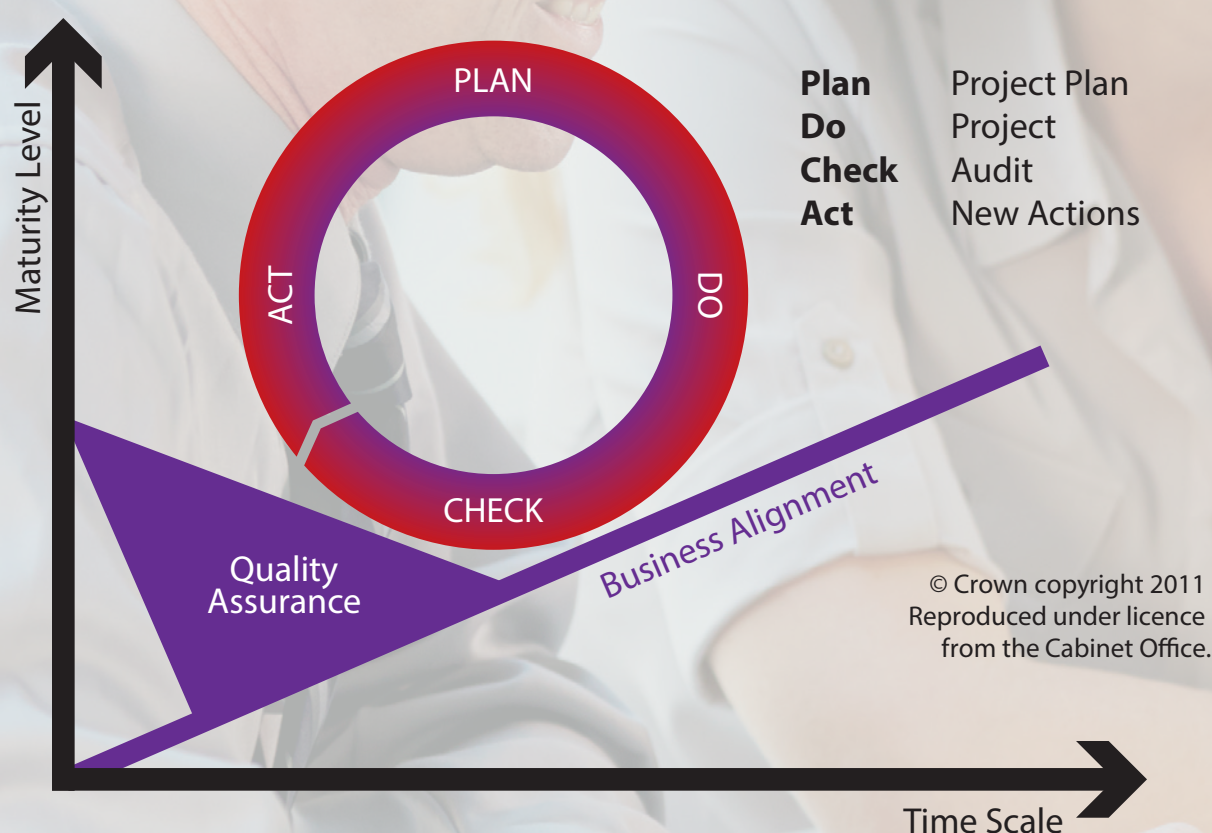 Maturity Level
PLAN
DO
CHECK
ACT
Plan Project Plan
Do Project
Check Audit
Act New Actions
Quality
Assurance
Business Alignment
© Crown copyright 2011
Reproduced under licence
from the Cabinet Office.
Time Scale